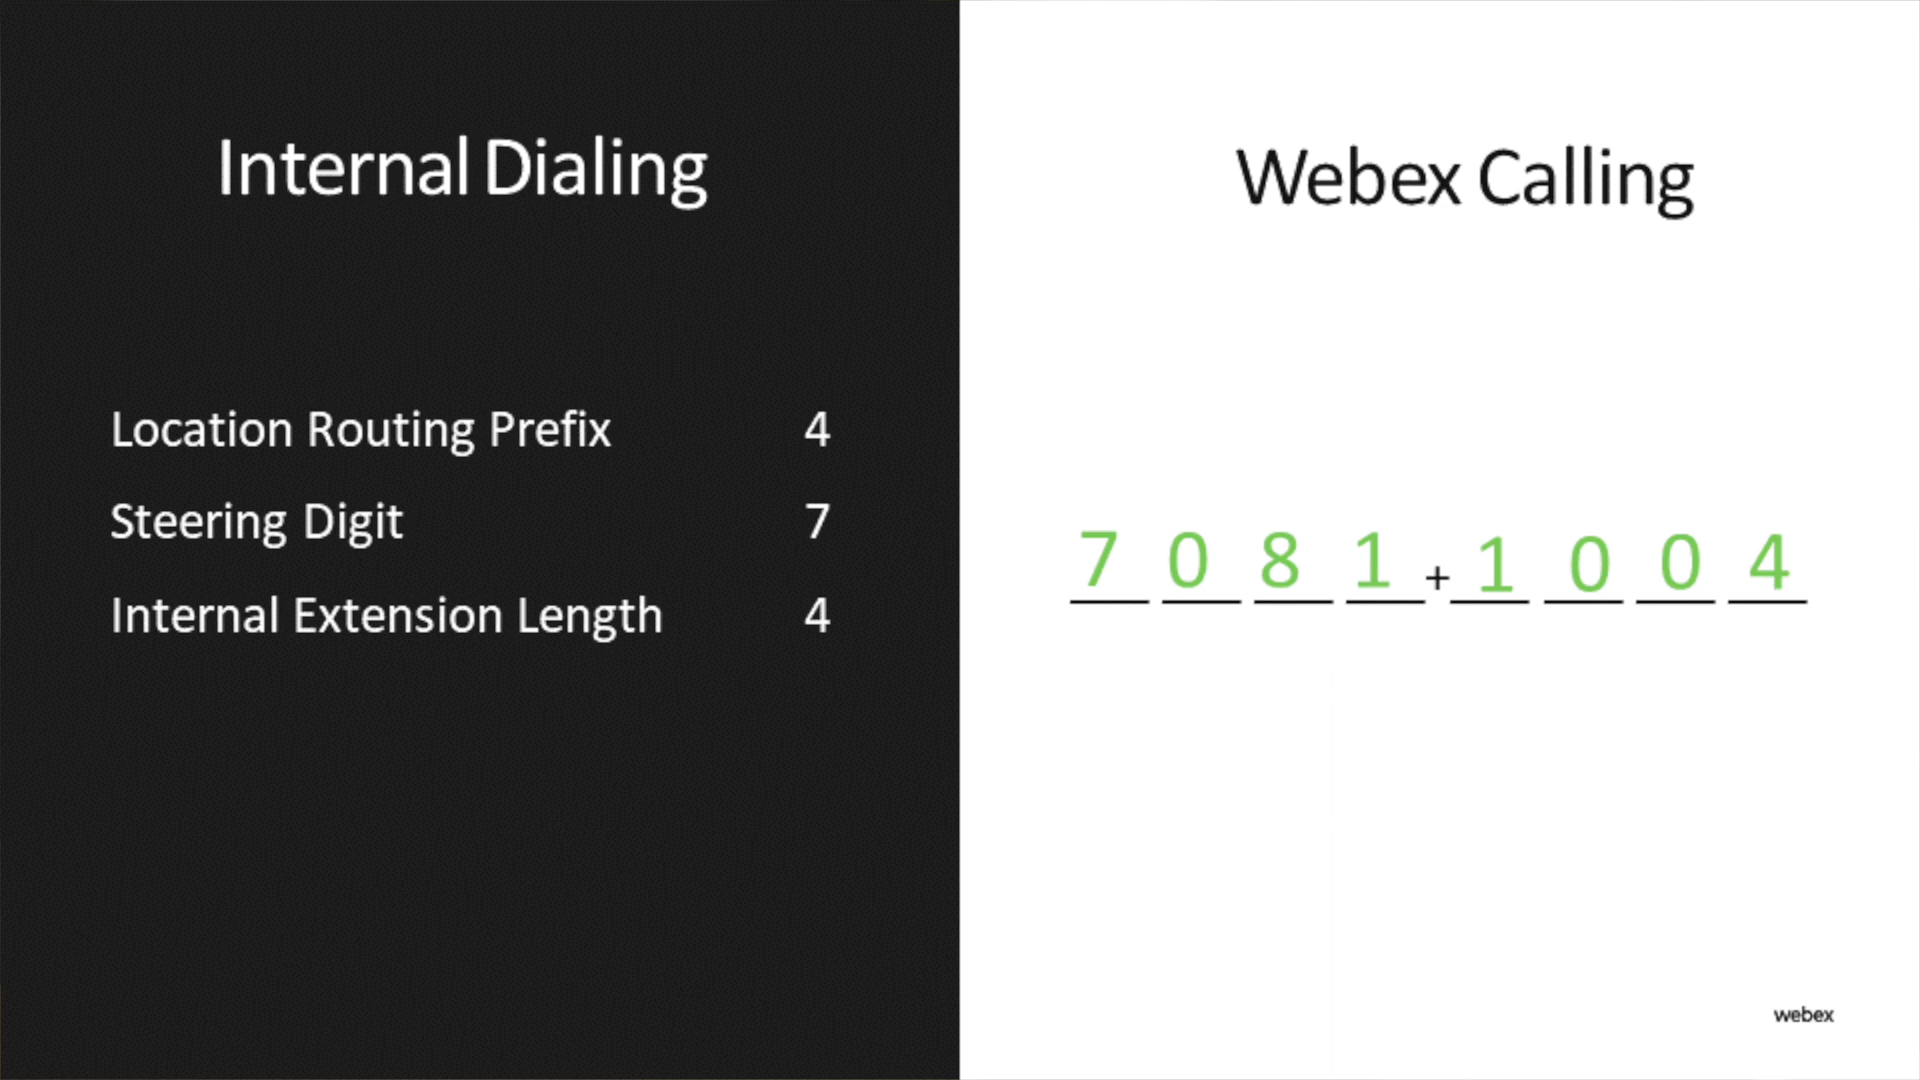 Internal Dialing
Location Routing Prefix 4
Steering Digit 7
Internal Extension Length 4
Webex Calling
7 0 8 1 + 1 0 0 4
webex